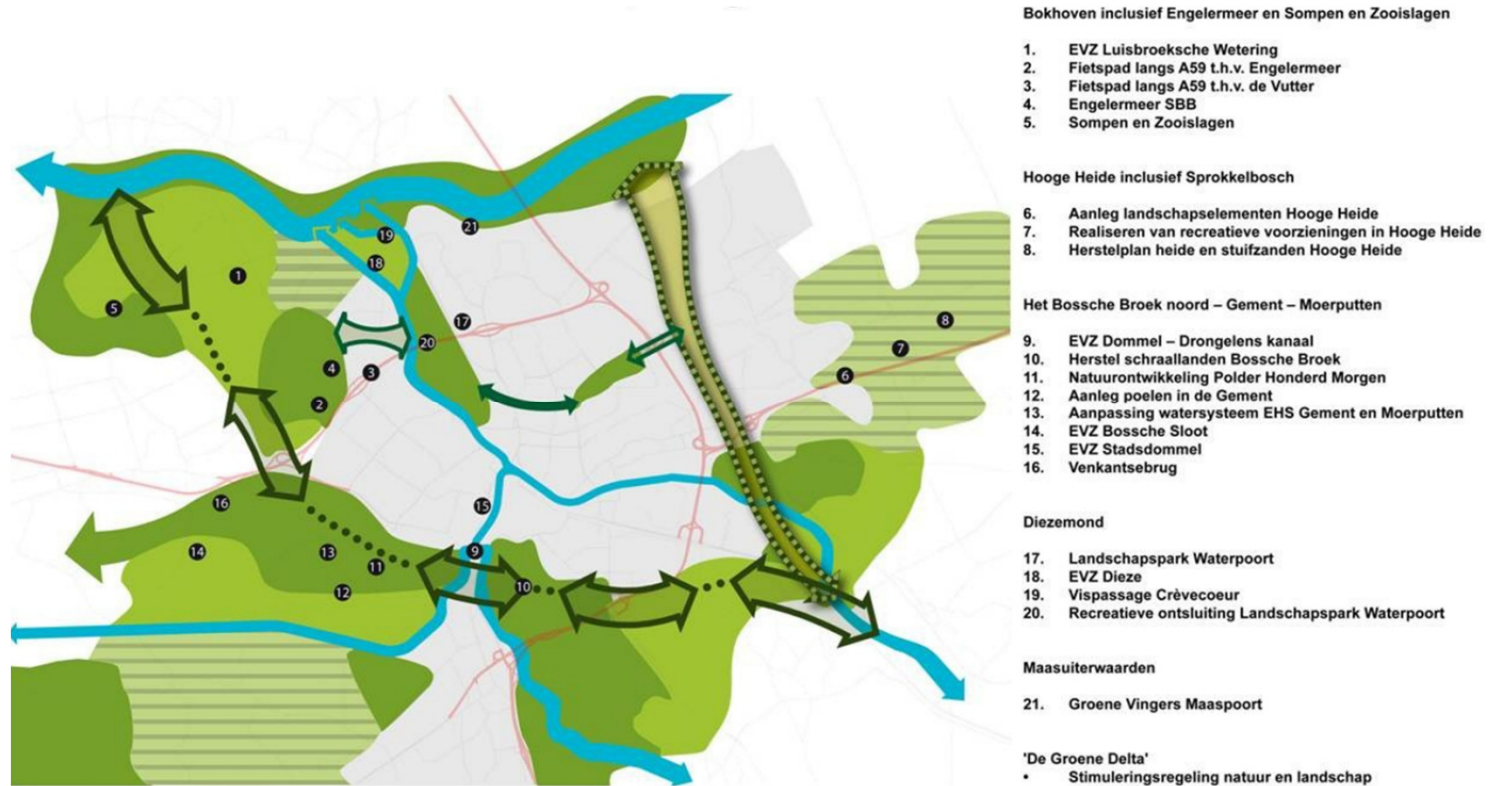 Bokhoven inclusief Engelermeer en Sompen en Zooislagen
1. EVZ Luisbroeksche Wetering
2. Fietspad langs A59 t.h.v. Engelermeer
3. Fietspad langs A59 t.h.v. de Vutter
4. Engelermeer SBB
5. Sompen en Zooislagen
Hooge Heide inclusief Sprokkelbosch
6. Aanleg landschapselementen Hooge Heide
7. Realiseren van recreatieve voorzieningen in Hooge Heide
8. Herstelplan heide en stuifzanden Hooge Heide
Het Bossche Broek noord – Gement – Moerputten
9. EVZ Dommel – Drongelens kanaal
10. Herstel schraallanden Bossche Broek
11. Natuurontwikkeling Polder Honderd Morgen
12. Aanleg poelen in de Gement
13. Aanpassing watersysteem EHS Gement en Moerputten
14. EVZ Bossche Sloot
15. EVZ Stadsdommel
16. Venkantsebrug
Diezemond
17. Landschapspark Waterpoort
18. EVZ Dieze
19. Vispassage Crèvecoeur
20. Recreatieve ontsluiting Landschapspark Waterpoort
Maasuiterwaarden
21. Groene Vingers Maaspoort
'De Groene Delta'
• Stimuleringsregeling natuur en landschap
21
19
18
1
5
17
20
8
7
4
3
6
2
16
15
14
13
9
11
10
12